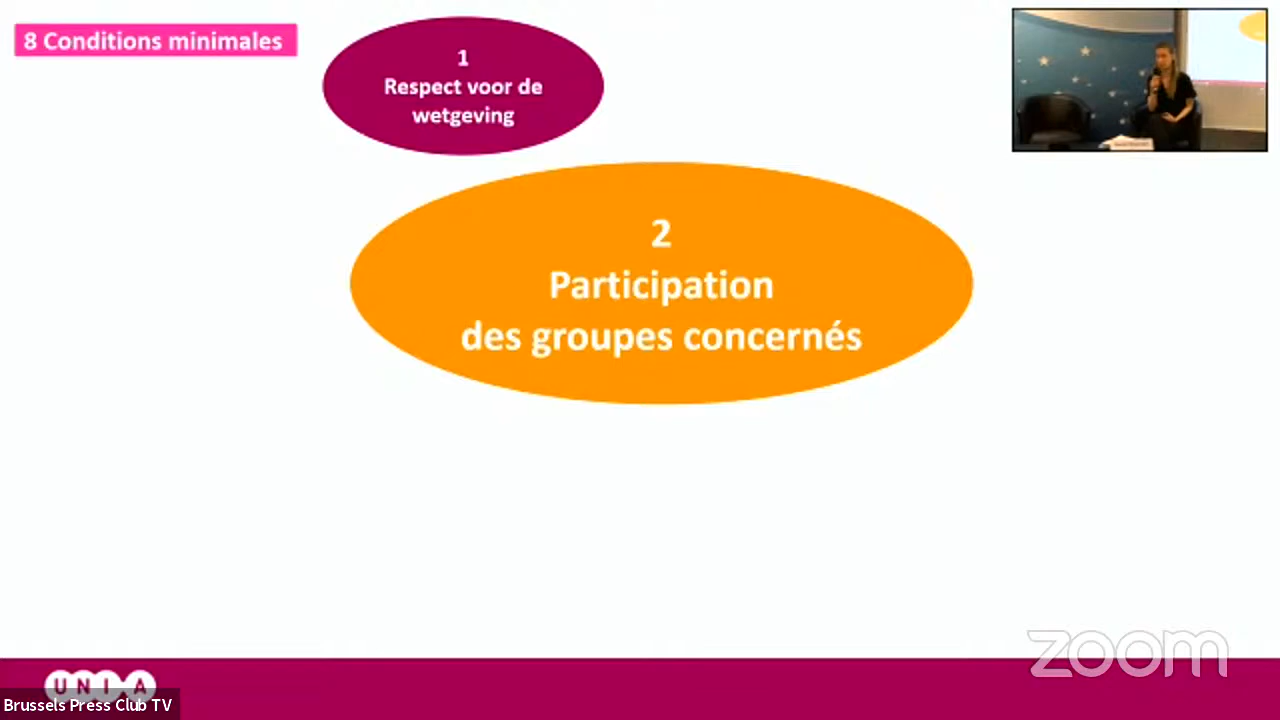 8 Conditions minimales
1
Respect voor de
wetgeving
2
Participation
des groupes concernés
zoom
UNIA
Brussels Press Club TV